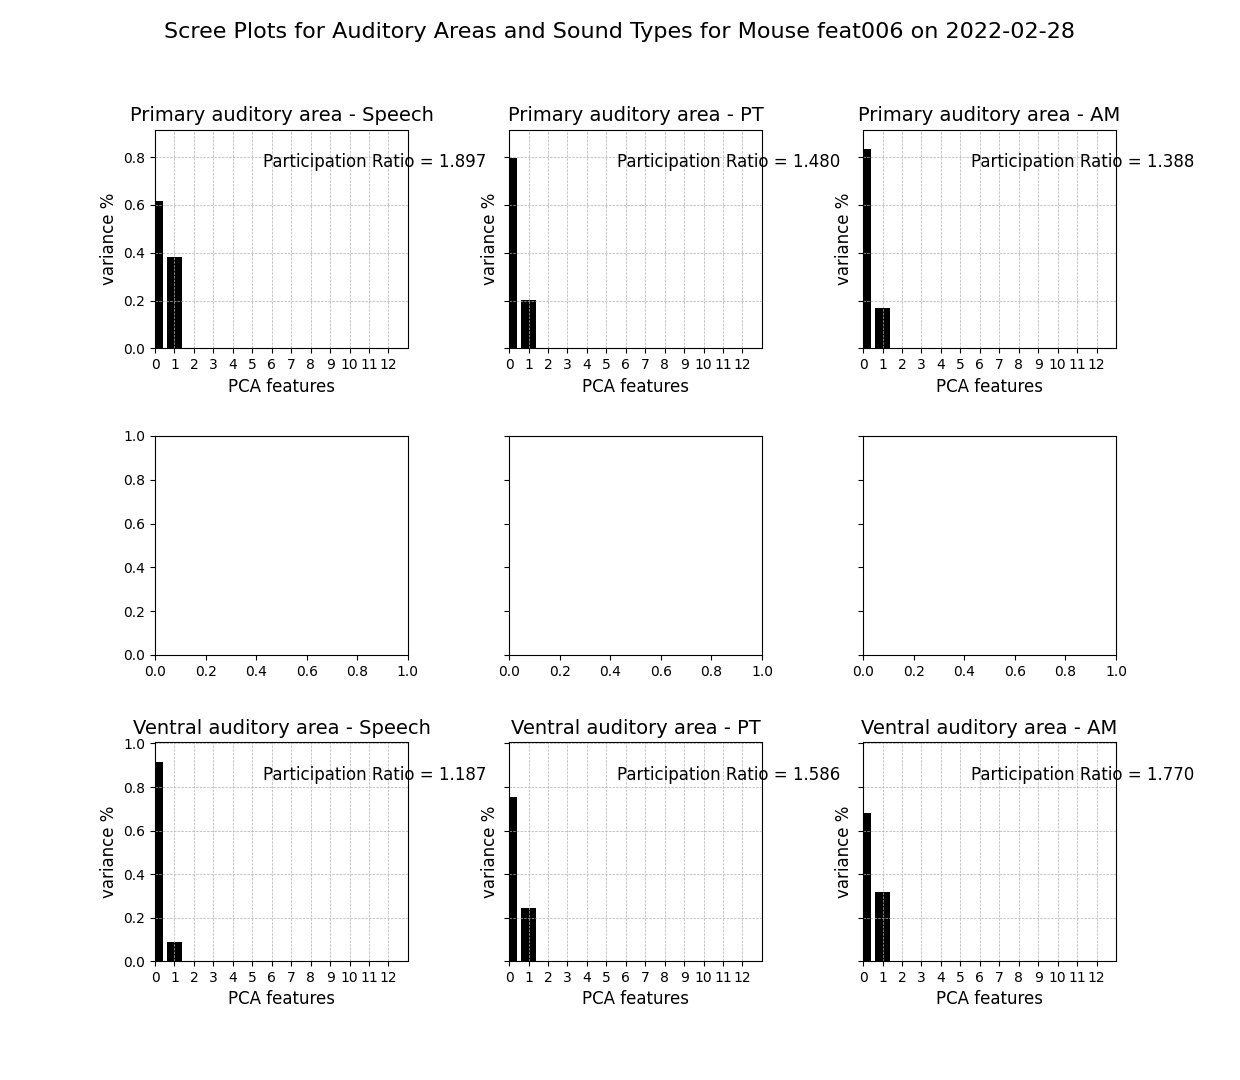 Scree Plots for Auditory Areas and Sound Types for Mouse feat006 on 2022-02-28
Primary auditory area - Speech
Participation Ratio = 1.897
variance %
0.8
0.6
0.4
0.2
0.0
0 1 2 3 4 5 6 7 8 9 10 11 12
PCA features
Primary auditory area - PT
Participation Ratio = 1.480
variance %
0 1 2 3 4 5 6 7 8 9 10 11 12
PCA features
Primary auditory area - AM
Participation Ratio = 1.388
variance %
0 1 2 3 4 5 6 7 8 9 10 11 12
PCA features
1.0
0.8
0.6
0.4
0.2
0.0
0.0 0.2 0.4 0.6 0.8 1.0
0.0 0.2 0.4 0.6 0.8 1.0
0.0 0.2 0.4 0.6 0.8 1.0
Ventral auditory area - Speech
Participation Ratio = 1.187
variance %
1.0
0.8
0.6
0.4
0.2
0.0
0 1 2 3 4 5 6 7 8 9 10 11 12
PCA features
Ventral auditory area - PT
Participation Ratio = 1.586
variance %
0 1 2 3 4 5 6 7 8 9 10 11 12
PCA features
Ventral auditory area - AM
Participation Ratio = 1.770
variance %
0 1 2 3 4 5 6 7 8 9 10 11 12
PCA features